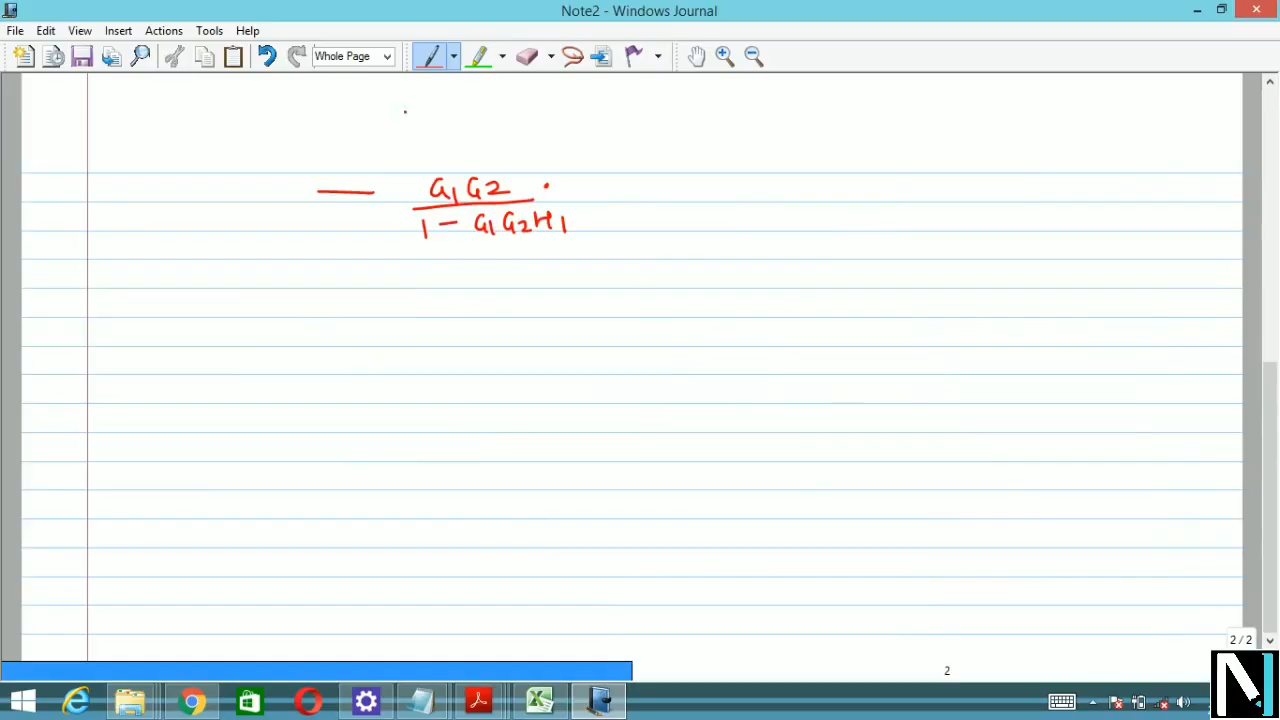 Note2 - Windows Journal
File Edit View Insert Actions Tools Help
Whole Page
— G1G2
1 - G1G2H1
2/2
2
N